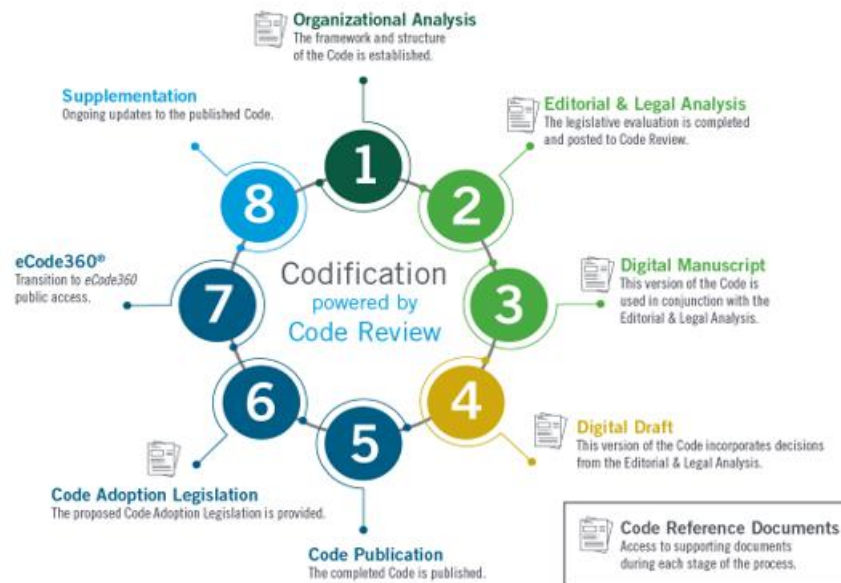 Organizational Analysis
The framework and structure
of the Code is established.
Supplementation
Ongoing updates to the published Code.
Editorial & Legal Analysis
The legislative evaluation is completed
and posted to Code Review.
1
8
2
eCode360®
Transition to eCode360
public access.
Codification
powered by
Code Review
Digital Manuscript
This version of the Code is
used in conjunction with the
Editorial & Legal Analysis.
7
3
6
4
5
Digital Draft
This version of the Code incorporates decisions
from the Editorial & Legal Analysis.
Code Adoption Legislation
The proposed Code Adoption Legislation is provided.
Code Publication
The completed Code is published.
Code Reference Documents
Access to supporting documents
during each stage of the process.